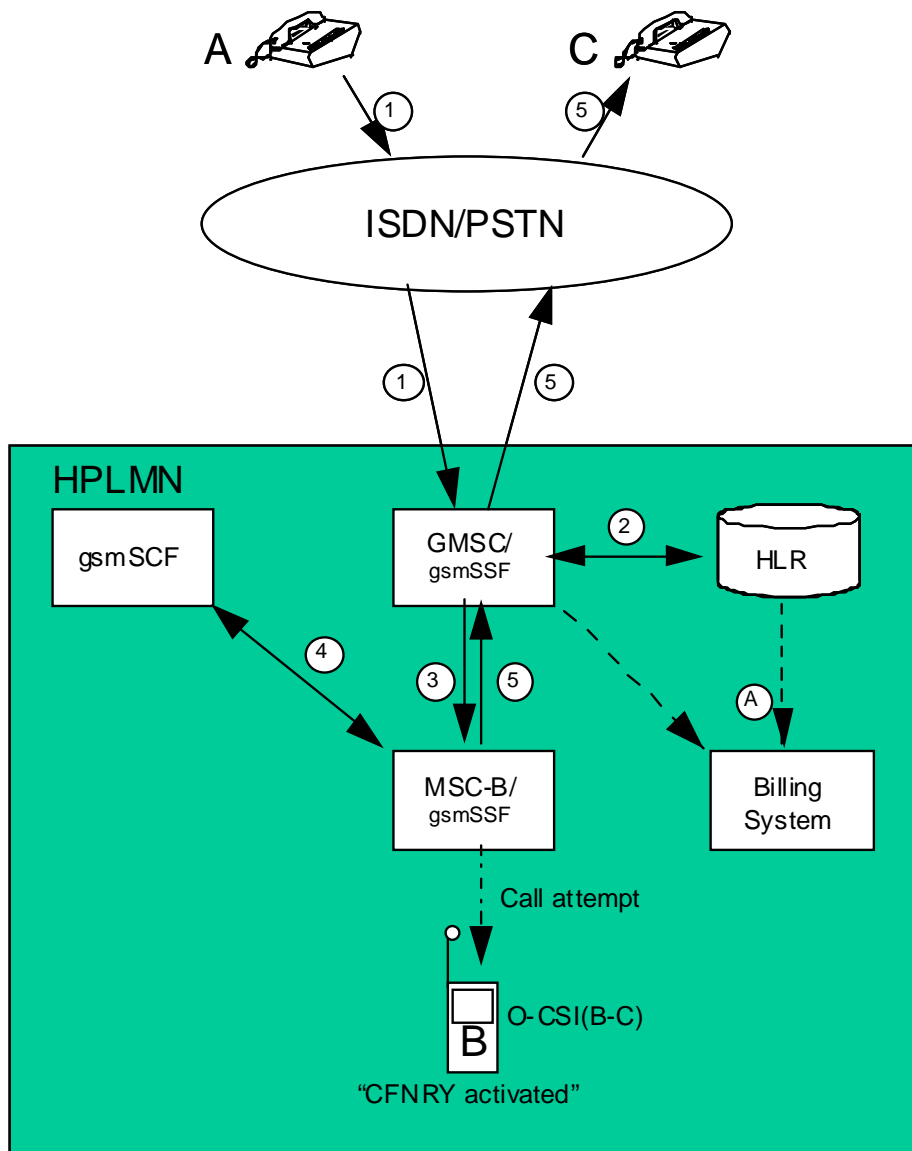 A
C
1
5
ISDN/PSTN
1
5
HPLMN
gsmSCF
GMSC/
gsmSSF
2
HLR
4
3
5
A
MSC-B/
gsmSSF
Billing
System
Call attempt
O-CSI(B-C)
B
“CFNRY activated”